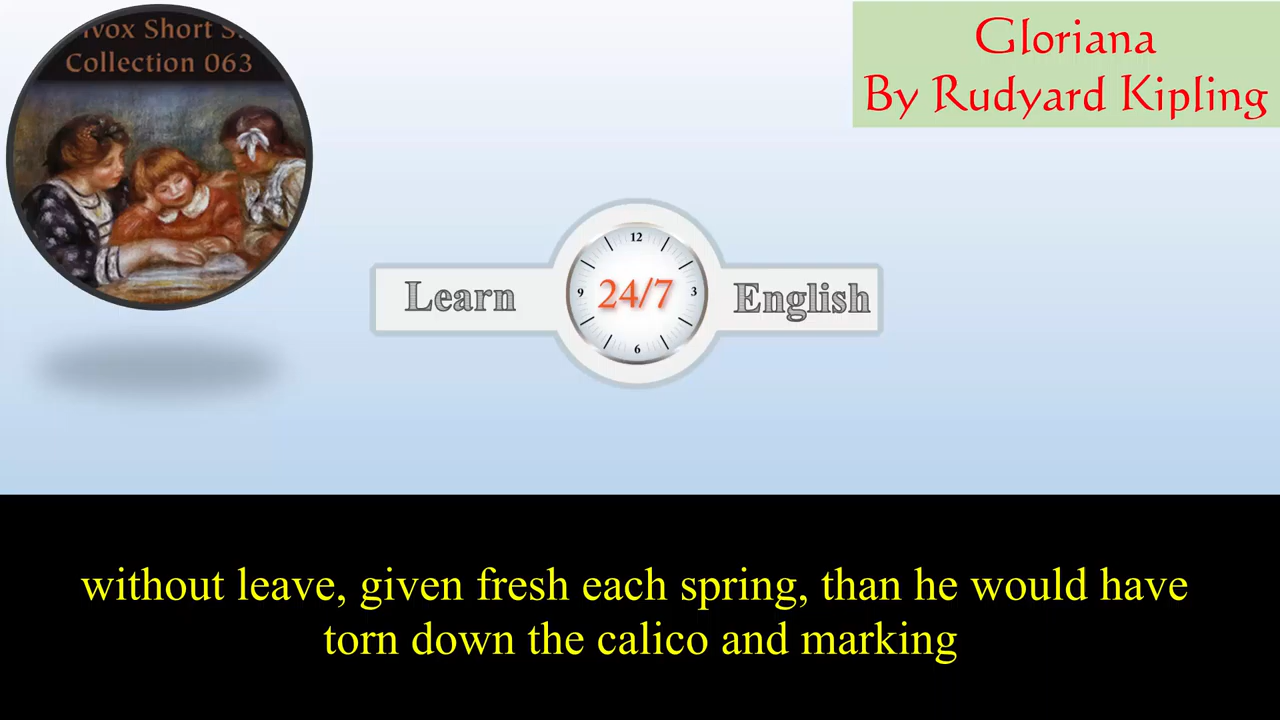 Collection 063
Gloriana
By Rudyard Kipling
12
Learn
9
24/7
3
English
6
without leave, given fresh each spring, than he would have
torn down the calico and marking